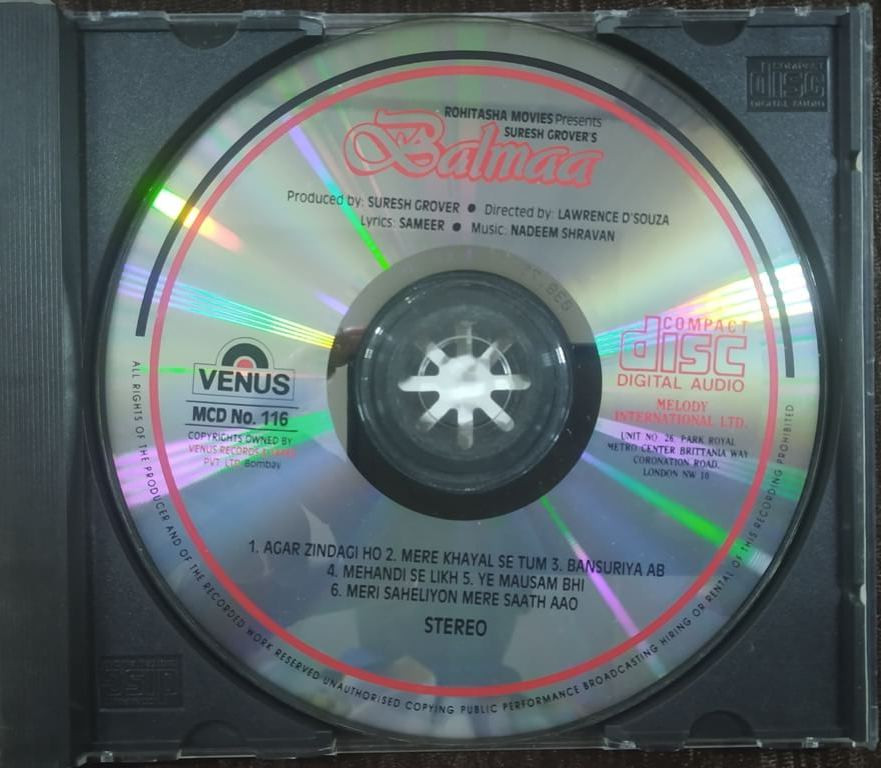 ROHITASHA MOVIES Presents
SURESH GROVER'S
Balmaa
Produced by: SURESH GROVER ● Directed by: LAWRENCE D'SOUZA
Lyrics: SAMEER ● Music: NADEEM SHRAVAN
COMPACT
disc
DIGITAL AUDIO
VENUS
MCD No. 116
COPYRIGHTS OWNED BY
VENUS RECORDS &
PVT. LTD. Bombay
COMPACT
disc
DIGITAL AUDIO
MELODY
INTERNATIONAL LTD.
UNIT NO. 26, PARK ROYAL
METRO CENTER BRITTANIA WAY
CORONATION ROAD,
LONDON NW 10
1. AGAR ZINDAGI HO 2. MERE KHAYAL SE TUM 3. BANSURIYA AB
4. MEHANDI SE LIKH 5. YE MAUSAM BHI
6. MERI SAHELIYON MERE SAATH AAO
STEREO
ALL RIGHTS OF THE PRODUCER AND OF THE RECORDED WORK RESERVED UNAUTHORISED COPYING PUBLIC PERFORMANCE BROADCASTING HIRING OR RENTAL OF THIS RECORDING PROHIBITED